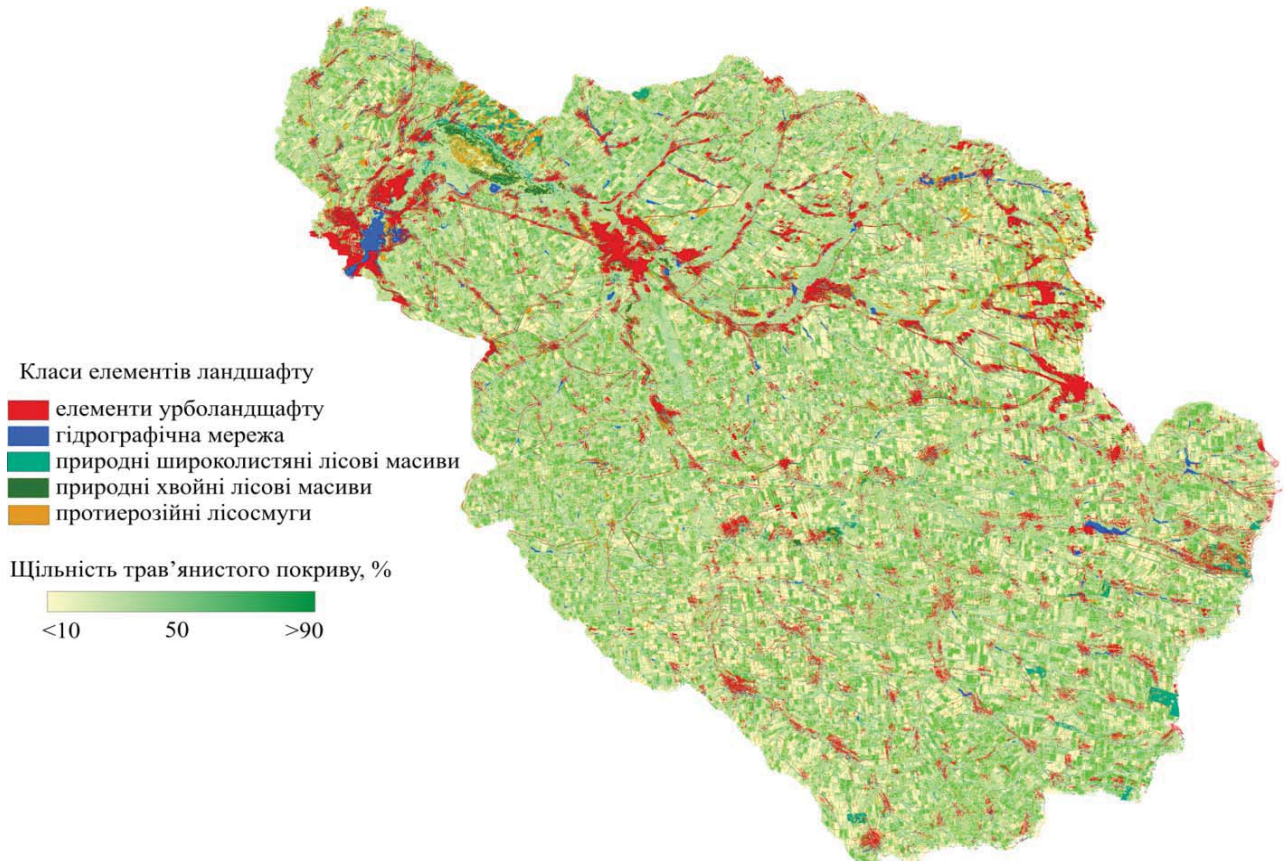 Класи елементів ландшафту
елементи урболандщафту
гідрографічна мережа
природні широколистяні лісові масиви
природні хвойні лісові масиви
протиерозійні лісосмуги
Щільність трав’янистого покриву, %
<10 50 >90